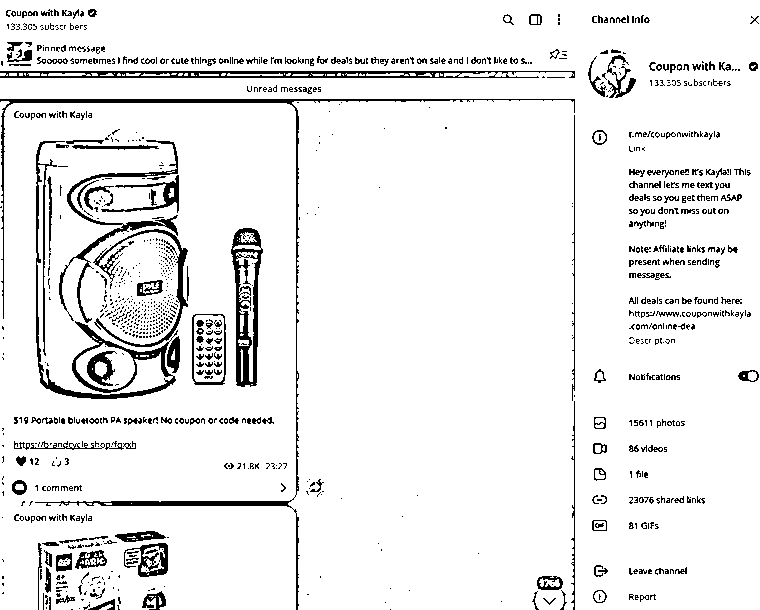 Coupon with Kayla
133,305 subscribers
Pinned message
Sooooo sometimes I find cool or cute things online while I'm looking for deals but they aren't on sale and I don't like to s...
Unread messages
Coupon with Kayla
$19 Portable bluetooth PA speaker! No coupon or code needed.
12 3
21.8K 23:27
1 comment
Coupon with Kayla
MARIO
Channel Info
Coupon with Ka...
133,305 subscribers
t.me/couponwithkayla
Link
Hey everyone!! It's Kayla!! This
channel let's me text you
deals so you get them ASAP
so you don't miss out on
anything!
Note: Affiliate links may be
present when sending
messages.
All deals can be found here:
https://www.couponwithkayla
.com/online-dea
Description
Notifications
15611 photos
86 videos
1 file
23076 shared links
GIF
81 GIFs
Leave channel
Report